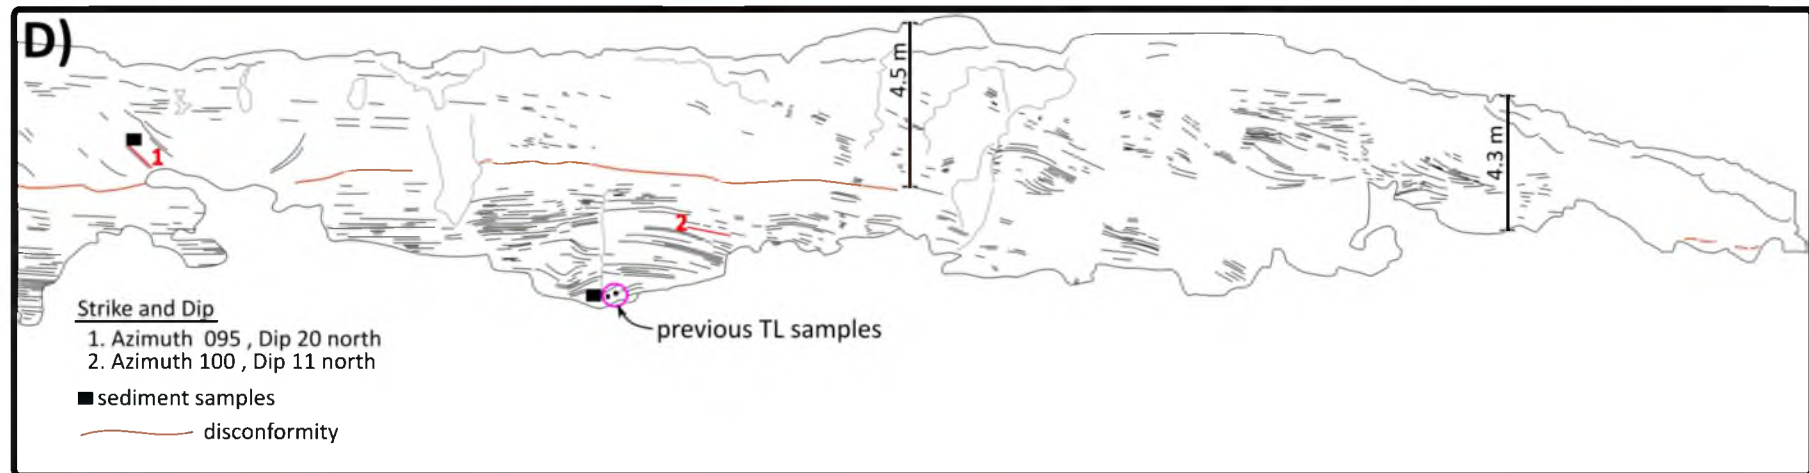 D)
4.5 m
4.3 m
1
2
Strike and Dip
1. Azimuth 095 , Dip 20 north
2. Azimuth 100 , Dip 11 north
previous TL samples
sediment samples
disconformity